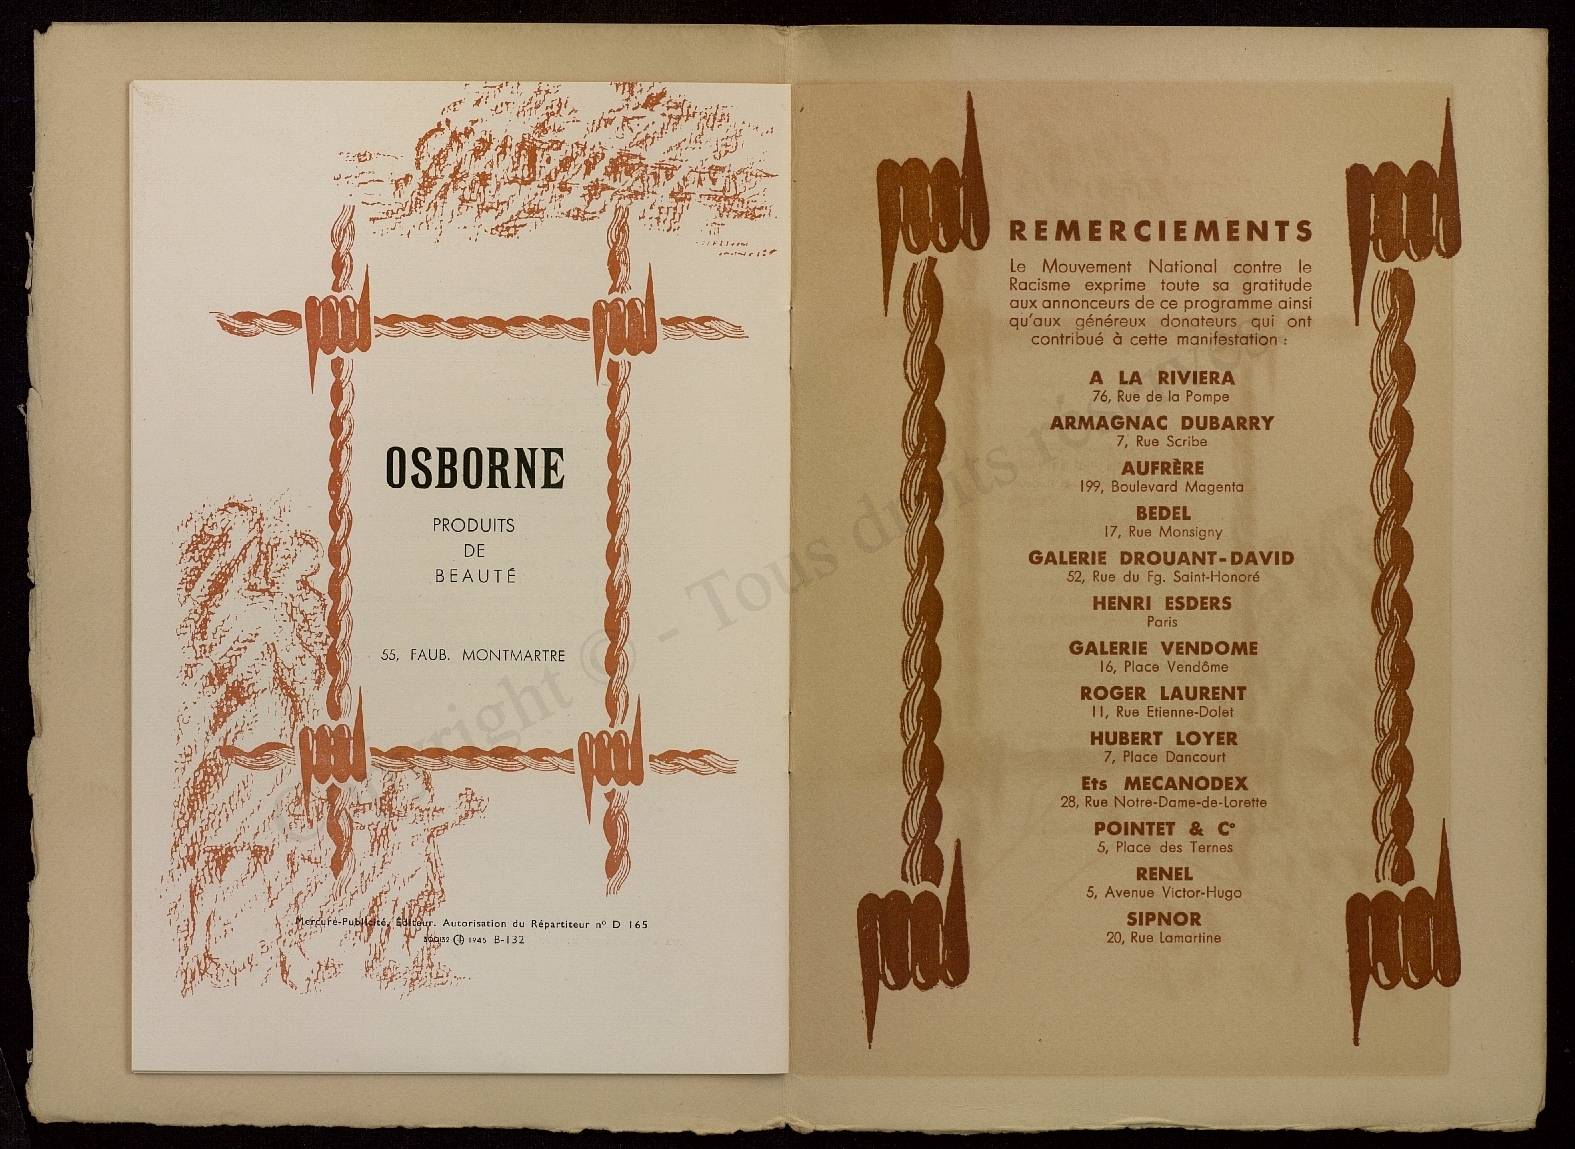 OSBORNE
PRODUITS
DE
BEAUTÉ
55, FAUB. MONTMARTRE
Mercure-Publicité, Éditeur. Autorisation du Répartiteur nº D 165
1945 B-132
REMERCIEMENTS
Le Mouvement National contre le
Racisme exprime toute sa gratitude
aux annonceurs de ce programme ainsi
qu'aux généreux donateurs qui ont
contribué à cette manifestation :
A LA RIVIERA
76, Rue de la Pompe
ARMAGNAC DUBARRY
7, Rue Scribe
AUFRÈRE
199, Boulevard Magenta
BEDEL
17, Rue Monsigny
GALERIE DROUANT-DAVID
52, Rue du Fg. Saint-Honoré
HENRI ESDERS
Paris
GALERIE VENDOME
16, Place Vendôme
ROGER LAURENT
11, Rue Etienne-Dolet
HUBERT LOYER
7, Place Dancourt
Ets MECANODEX
28, Rue Notre-Dame-de-Lorette
POINTET & Cº
5, Place des Ternes
RENEL
5, Avenue Victor-Hugo
SIPNOR
20, Rue Lamartine
Copyright © - Tous droits réservés